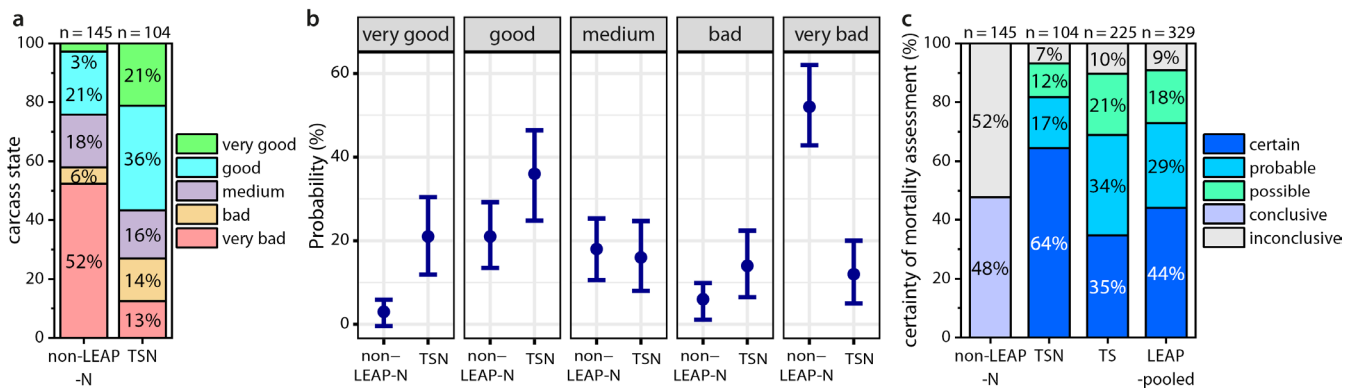 a
n = 145 n = 104
carcass state
100
80
60
40
20
0
3%
21%
18%
6%
52%
21%
36%
16%
14%
13%
non-LEAP
-N
TSN
very good
good
medium
bad
very bad
b
very good
good
medium
bad
very bad
Probability (%)
60
40
20
0
non–
LEAP-N
TSN
non–
LEAP-N
TSN
non–
LEAP-N
TSN
non–
LEAP-N
TSN
non–
LEAP-N
TSN
c
n = 145 n = 104 n = 225 n = 329
certainty of mortality assessment (%)
100
80
60
40
20
0
52%
48%
7%
12%
17%
64%
10%
21%
34%
35%
9%
18%
29%
44%
non-LEAP
-N
TSN
TS
LEAP
-pooled
certain
probable
possible
conclusive
inconclusive